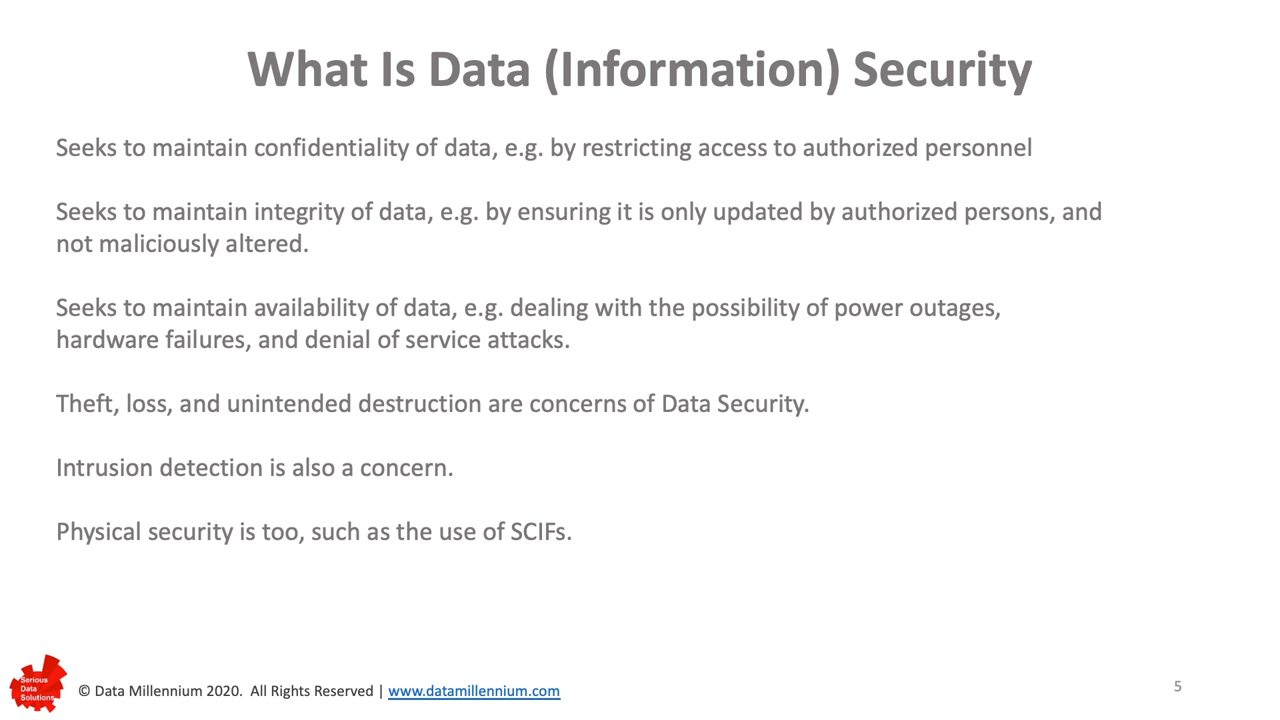 What Is Data (Information) Security
Seeks to maintain confidentiality of data, e.g. by restricting access to authorized personnel
Seeks to maintain integrity of data, e.g. by ensuring it is only updated by authorized persons, and
not maliciously altered.
Seeks to maintain availability of data, e.g. dealing with the possibility of power outages,
hardware failures, and denial of service attacks.
Theft, loss, and unintended destruction are concerns of Data Security.
Intrusion detection is also a concern.
Physical security is too, such as the use of SCIFs.
Serious
Data
Solutions
© Data Millennium 2020.  All Rights Reserved | www.datamillennium.com
5